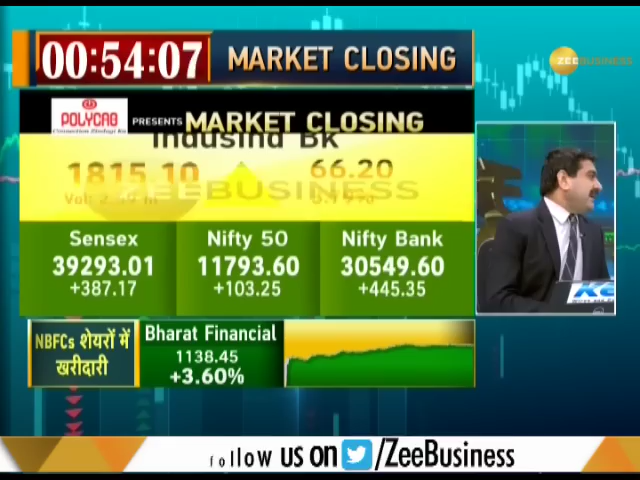 00:54:07 MARKET CLOSING
ZEEBUSINESS
POLYCAB
PRESENTS MARKET CLOSING
IndusInd Bk
1815.10 66.20
ZEEBUSINESS
Sensex
39293.01
+387.17
Nifty 50
11793.60
+103.25
Nifty Bank
30549.60
+445.35
NBFCs शेयरों में
खरीदारी
Bharat Financial
1138.45
+3.60%
follow us on /ZeeBusiness